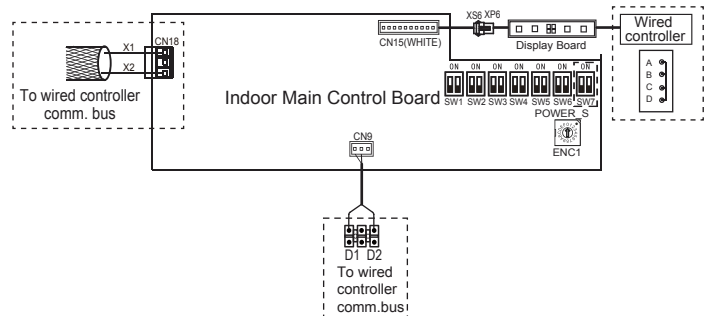 XS6 XP6
CN15(WHITE)
Display Board
Wired
controller
A
B
C
D
X1
X2
CN18
To wired controller
comm. bus
Indoor Main Control Board
ON ON ON ON ON ON ON
SW1 SW2 SW3 SW4 SW5 SW6 SW7
POWER_S
ENC1
CN9
D1 D2
To wired
controller
comm.bus